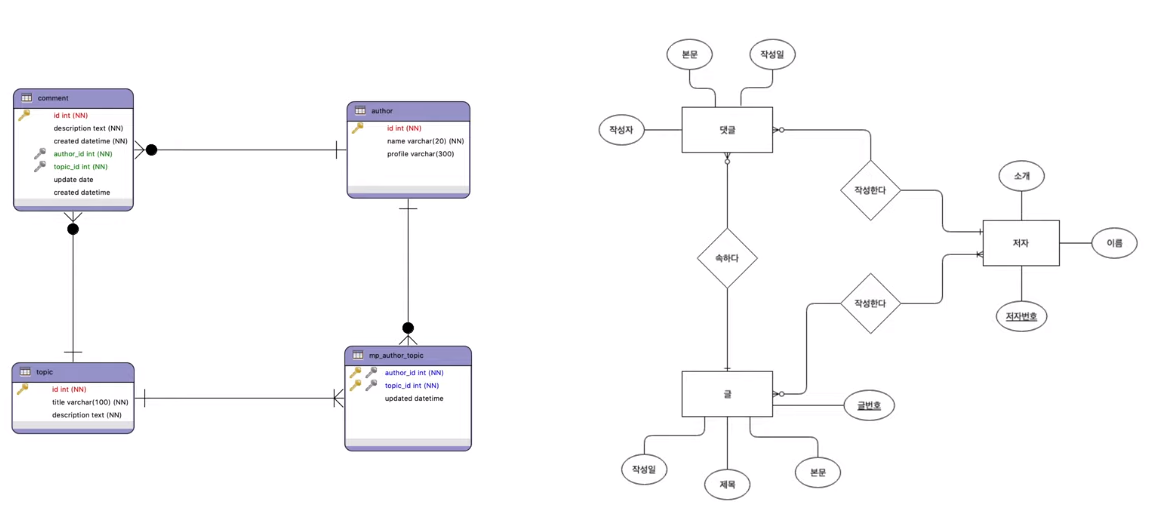 comment
id int (NN)
description text (NN)
created datetime (NN)
author_id int (NN)
topic_id int (NN)
update date
created datetime
author
id int (NN)
name varchar(20) (NN)
profile varchar(300)
topic
id int (NN)
title varchar(100) (NN)
description text (NN)
mp_author_topic
author_id int (NN)
topic_id int (NN)
updated datetime
본문
작성일
작성자
댓글
작성한다
소개
저자
이름
저자번호
속하다
작성한다
글
글번호
작성일
제목
본문